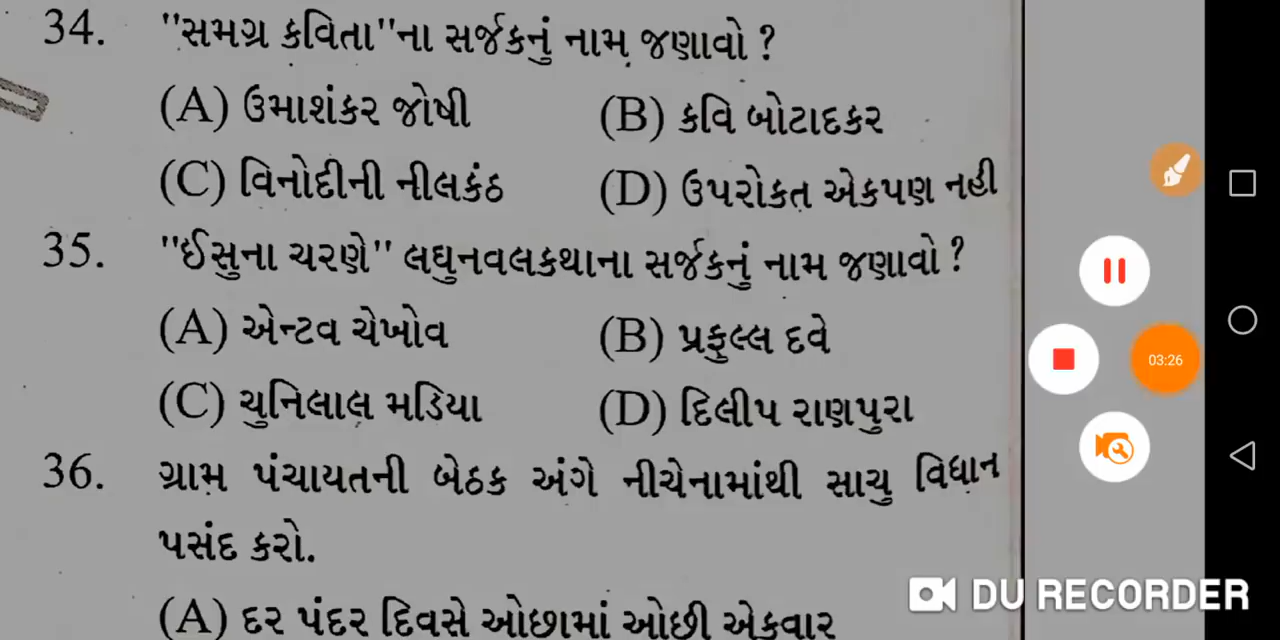 34. "સમગ્ર કવિતા"ના સર્જકનું નામ જણાવો ?
(A) ઉમાશંકર જોષી (B) કવિ બોટાદકર
(C) વિનોદીની નીલકંઠ (D) ઉપરોકત એકપણ નહી
35. "ઈસુના ચરણે" લઘુનવલકથાના સર્જકનું નામ જણાવો ?
(A) એન્ટવ ચેખોવ (B) પ્રફુલ્લ દવે
(C) ચુનિલાલ મડિયા (D) દિલીપ રાણપુરા
03:26
36. ગ્રામ પંચાયતની બેઠક અંગે નીચેનામાંથી સાચુ વિધાન
પસંદ કરો.
(A) દર પંદર દિવસે ઓછામાં ઓછી એકવાર
DU RECORDER